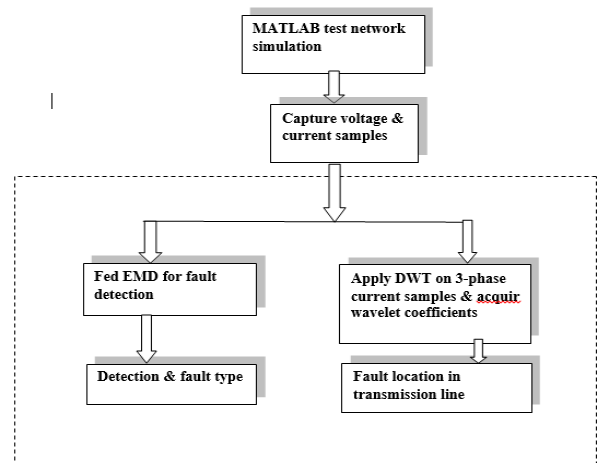 MATLAB test network
simulation
Capture voltage &
current samples
Fed EMD for fault
detection
Apply DWT on 3-phase
current samples & acquir
wavelet coefficients
Detection & fault type
Fault location in
transmission line